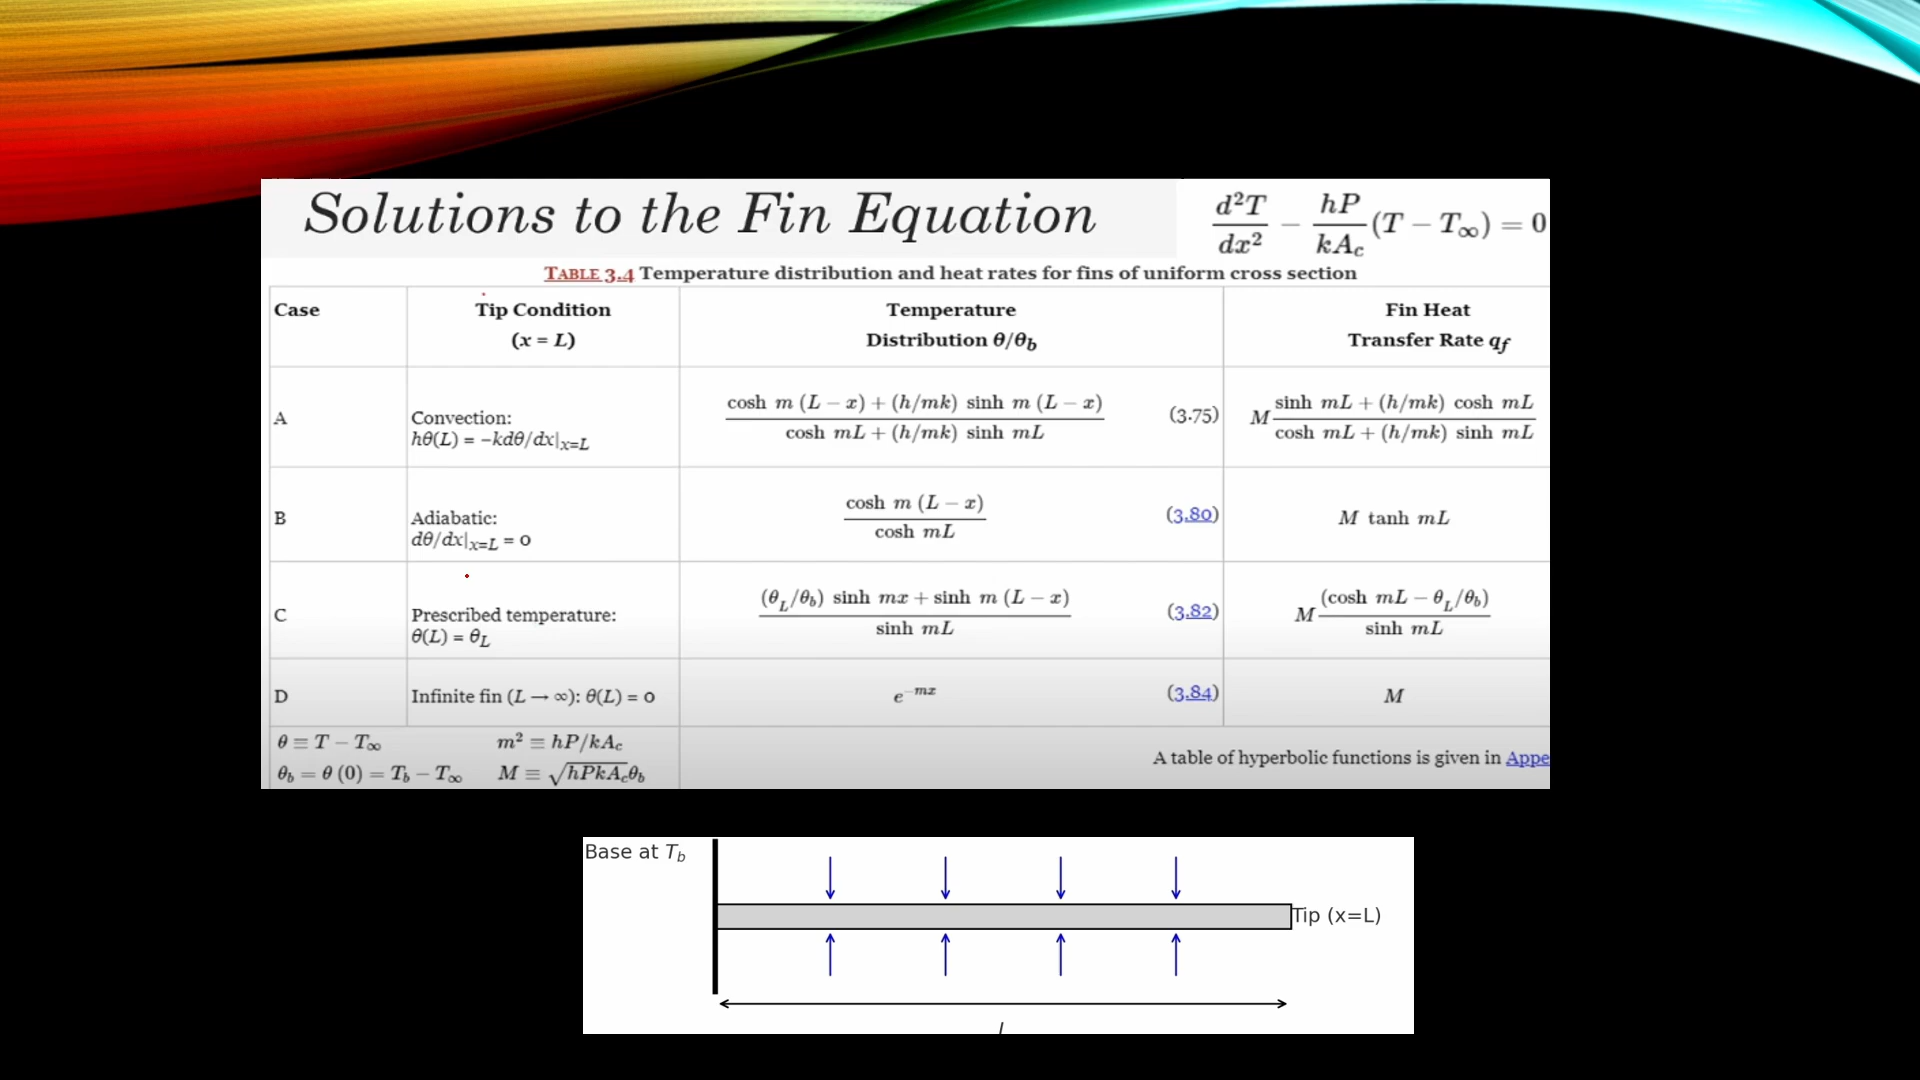 Solutions to the Fin Equation
d²T/dx² − hP/kA_c (T − T∞) = 0
TABLE 3.4 Temperature distribution and heat rates for fins of uniform cross section
Case
Tip Condition
(x = L)
Temperature
Distribution θ/θ_b
Fin Heat
Transfer Rate q_f
A
Convection:
hθ(L) = −kdθ/dx|x=L
cosh m (L − x) + (h/mk) sinh m (L − x)
cosh mL + (h/mk) sinh mL
(3.75)
M
sinh mL + (h/mk) cosh mL
cosh mL + (h/mk) sinh mL
B
Adiabatic:
dθ/dx|x=L = 0
cosh m (L − x)
cosh mL
(3.80)
M tanh mL
C
Prescribed temperature:
θ(L) = θ_L
(θ_L/θ_b) sinh mx + sinh m (L − x)
sinh mL
(3.82)
M
(cosh mL − θ_L/θ_b)
sinh mL
D
Infinite fin (L → ∞): θ(L) = 0
e^−mx
(3.84)
M
θ ≡ T − T∞
m² ≡ hP/kA_c
θ_b = θ (0) = T_b − T∞
M ≡ √hPkA_c θ_b
A table of hyperbolic functions is given in Appe
Base at T_b
Tip (x=L)